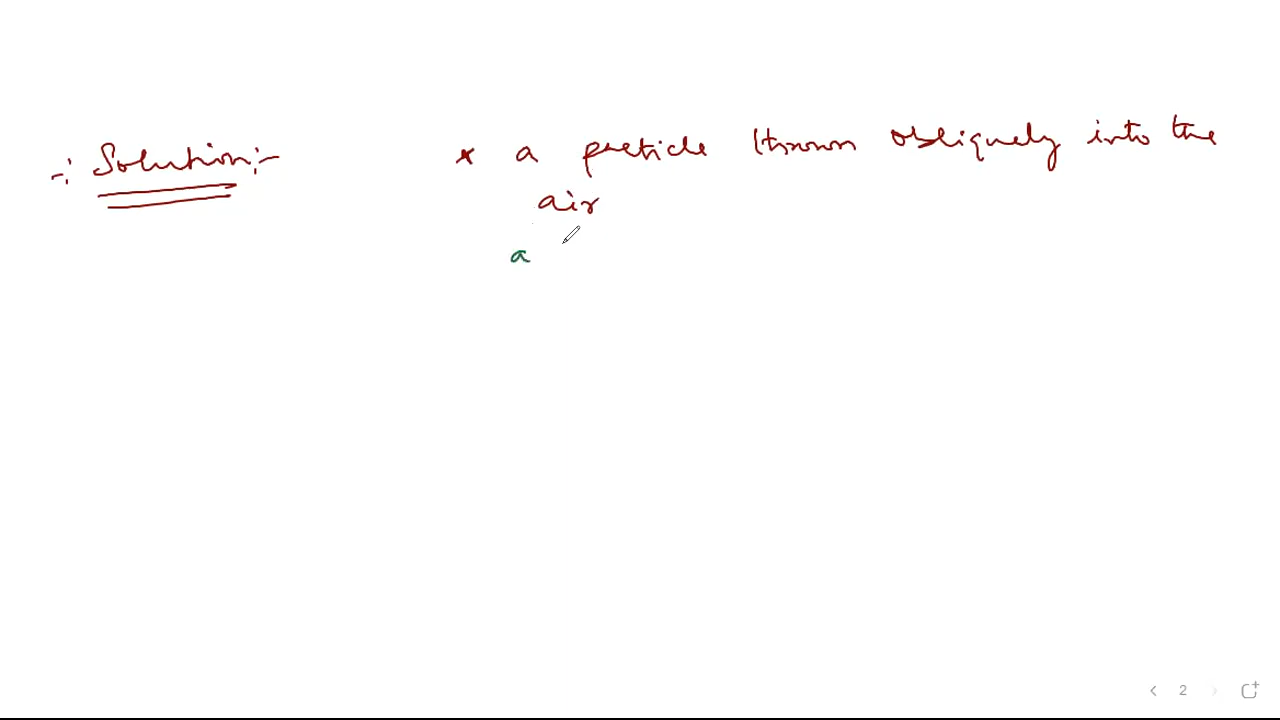 -: Solution :- * a particle thrown obliquely into the
air
a
2